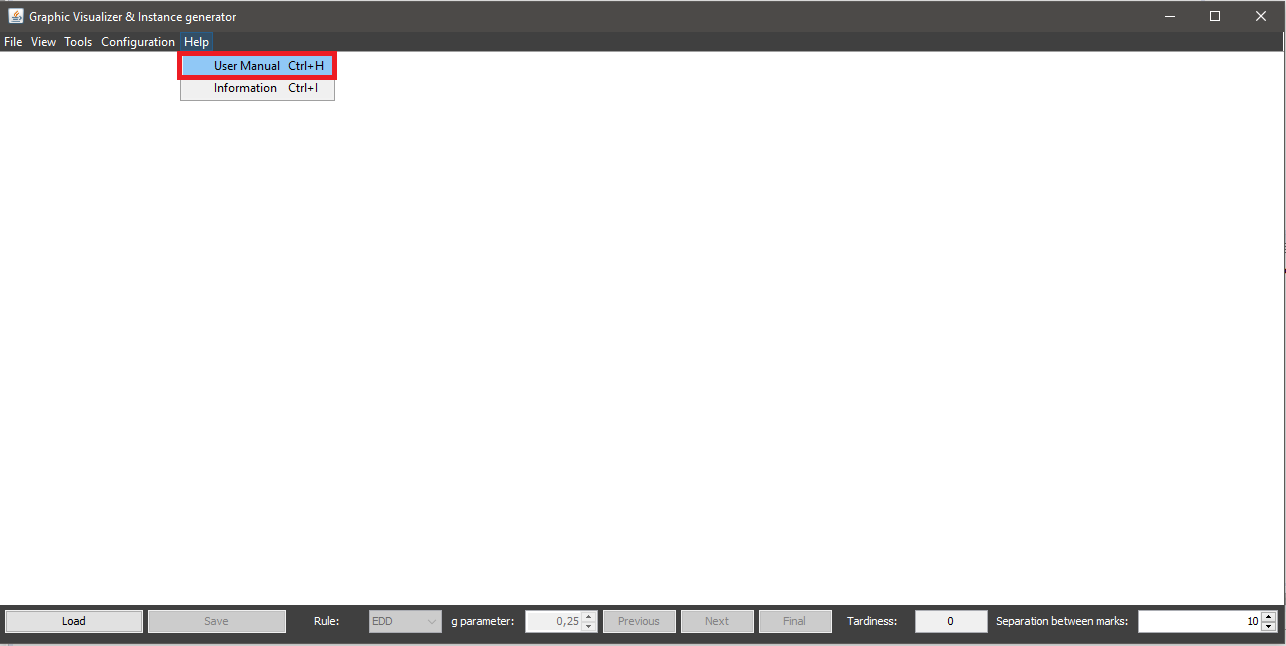 Graphic Visualizer & Instance generator
File View Tools Configuration Help
User Manual Ctrl+H
Information Ctrl+I
Load Save Rule: EDD g parameter: 0,25 Previous Next Final Tardiness: 0 Separation between marks: 10